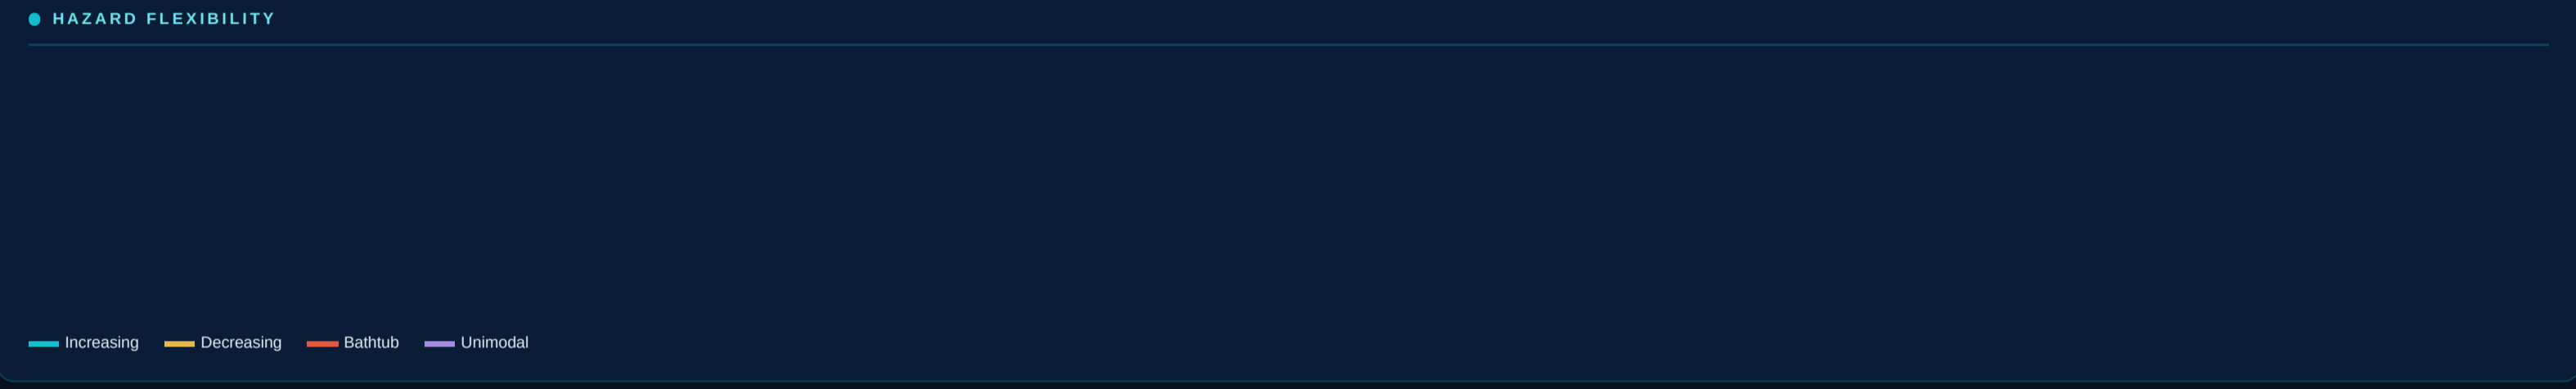 HAZARD FLEXIBILITY
Increasing Decreasing Bathtub Unimodal